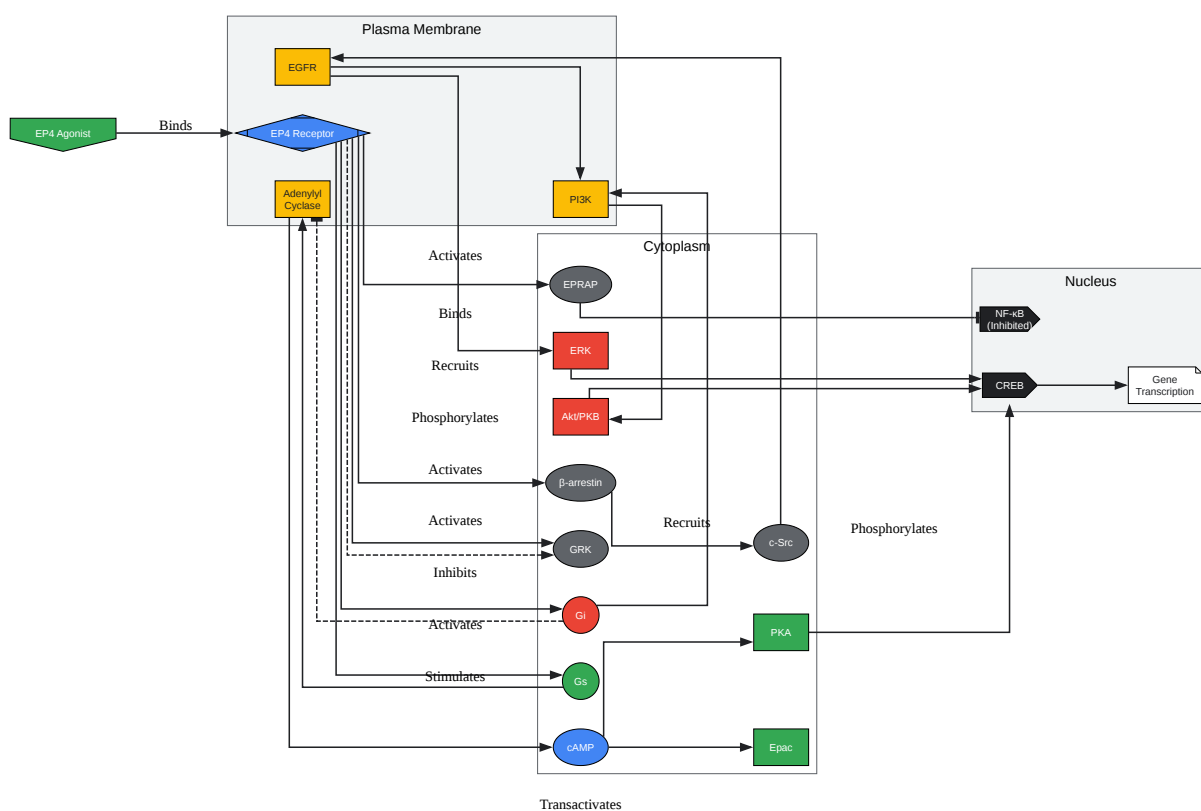 Plasma Membrane
EGFR
EP4 Agonist
Binds
EP4 Receptor
Adenylyl
Cyclase
PI3K
Cytoplasm
Activates
EPRAP
Nucleus
Binds
NF-κB
(Inhibited)
ERK
Recruits
CREB
Gene
Transcription
Phosphorylates
Akt/PKB
Activates
β-arrestin
Activates
Recruits
Phosphorylates
c-Src
GRK
Inhibits
Gi
Activates
PKA
Stimulates
Gs
cAMP
Epac
Transactivates